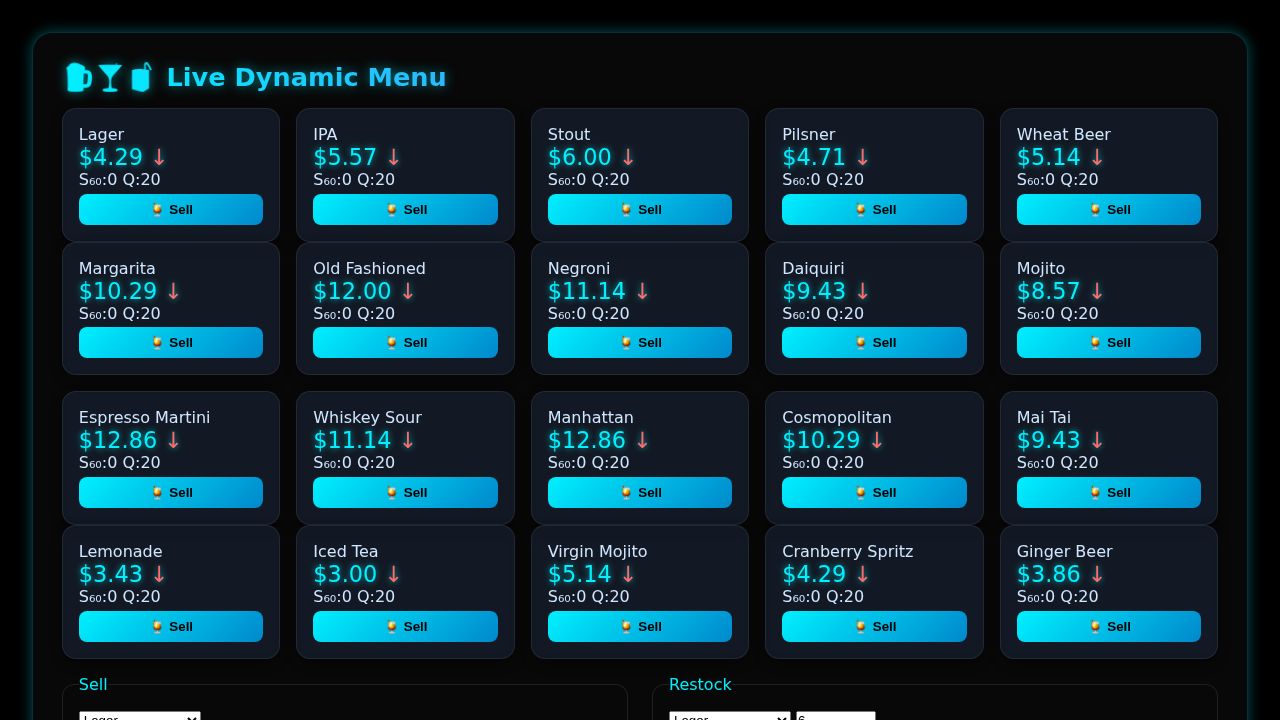 Live Dynamic Menu
Lager
$4.29 ↓
S₆₀:0 Q:20
Sell
IPA
$5.57 ↓
S₆₀:0 Q:20
Sell
Stout
$6.00 ↓
S₆₀:0 Q:20
Sell
Pilsner
$4.71 ↓
S₆₀:0 Q:20
Sell
Wheat Beer
$5.14 ↓
S₆₀:0 Q:20
Sell
Margarita
$10.29 ↓
S₆₀:0 Q:20
Sell
Old Fashioned
$12.00 ↓
S₆₀:0 Q:20
Sell
Negroni
$11.14 ↓
S₆₀:0 Q:20
Sell
Daiquiri
$9.43 ↓
S₆₀:0 Q:20
Sell
Mojito
$8.57 ↓
S₆₀:0 Q:20
Sell
Espresso Martini
$12.86 ↓
S₆₀:0 Q:20
Sell
Whiskey Sour
$11.14 ↓
S₆₀:0 Q:20
Sell
Manhattan
$12.86 ↓
S₆₀:0 Q:20
Sell
Cosmopolitan
$10.29 ↓
S₆₀:0 Q:20
Sell
Mai Tai
$9.43 ↓
S₆₀:0 Q:20
Sell
Lemonade
$3.43 ↓
S₆₀:0 Q:20
Sell
Iced Tea
$3.00 ↓
S₆₀:0 Q:20
Sell
Virgin Mojito
$5.14 ↓
S₆₀:0 Q:20
Sell
Cranberry Spritz
$4.29 ↓
S₆₀:0 Q:20
Sell
Ginger Beer
$3.86 ↓
S₆₀:0 Q:20
Sell
Sell
Lager
Restock
Lager 6